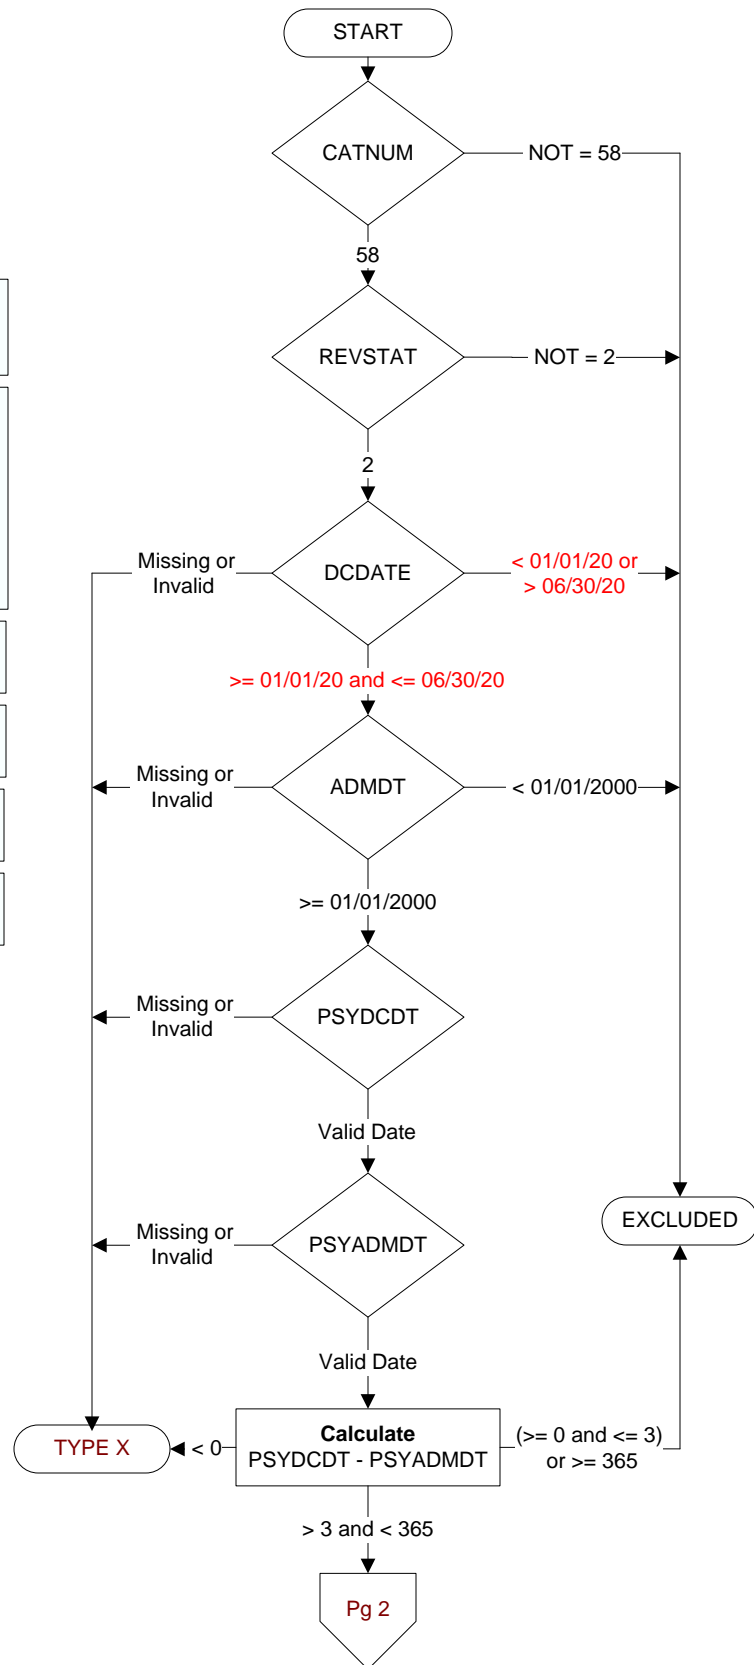 START
CATNUM
NOT = 58
58
REVSTAT
NOT = 2
2
Missing or
Invalid
DCDATE
< 01/01/20 or
> 06/30/20
>= 01/01/20 and <= 06/30/20
Missing or
Invalid
ADMDT
< 01/01/2000
>= 01/01/2000
Missing or
Invalid
PSYDCDT
Valid Date
EXCLUDED
Missing or
Invalid
PSYADMDT
Valid Date
TYPE X
< 0
Calculate
PSYDCDT - PSYADMDT
(>= 0 and <= 3)
or >= 365
> 3 and < 365
Pg 2